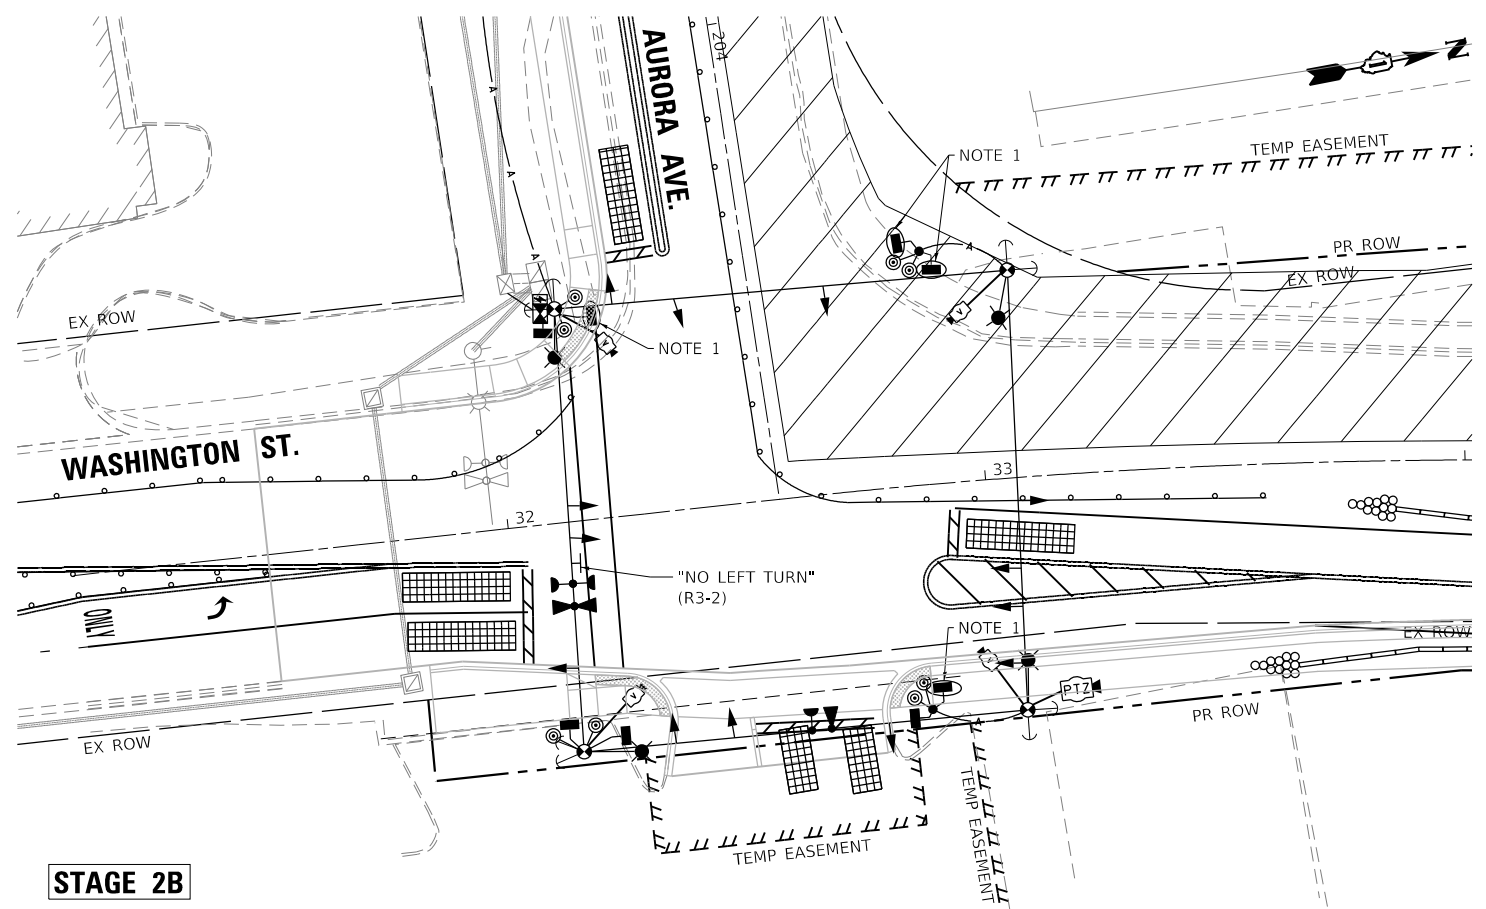 AURORA AVE.
204
N
TEMP EASEMENT
NOTE 1
A
A
A
A
PR ROW
EX ROW
EX ROW
NOTE 1
WASHINGTON ST.
33
32
"NO LEFT TURN"
(R3-2)
ONLY
NOTE 1
EX ROW
PTZ
PR ROW
EX ROW
TEMP EASEMENT
TEMP EASEMENT
STAGE 2B